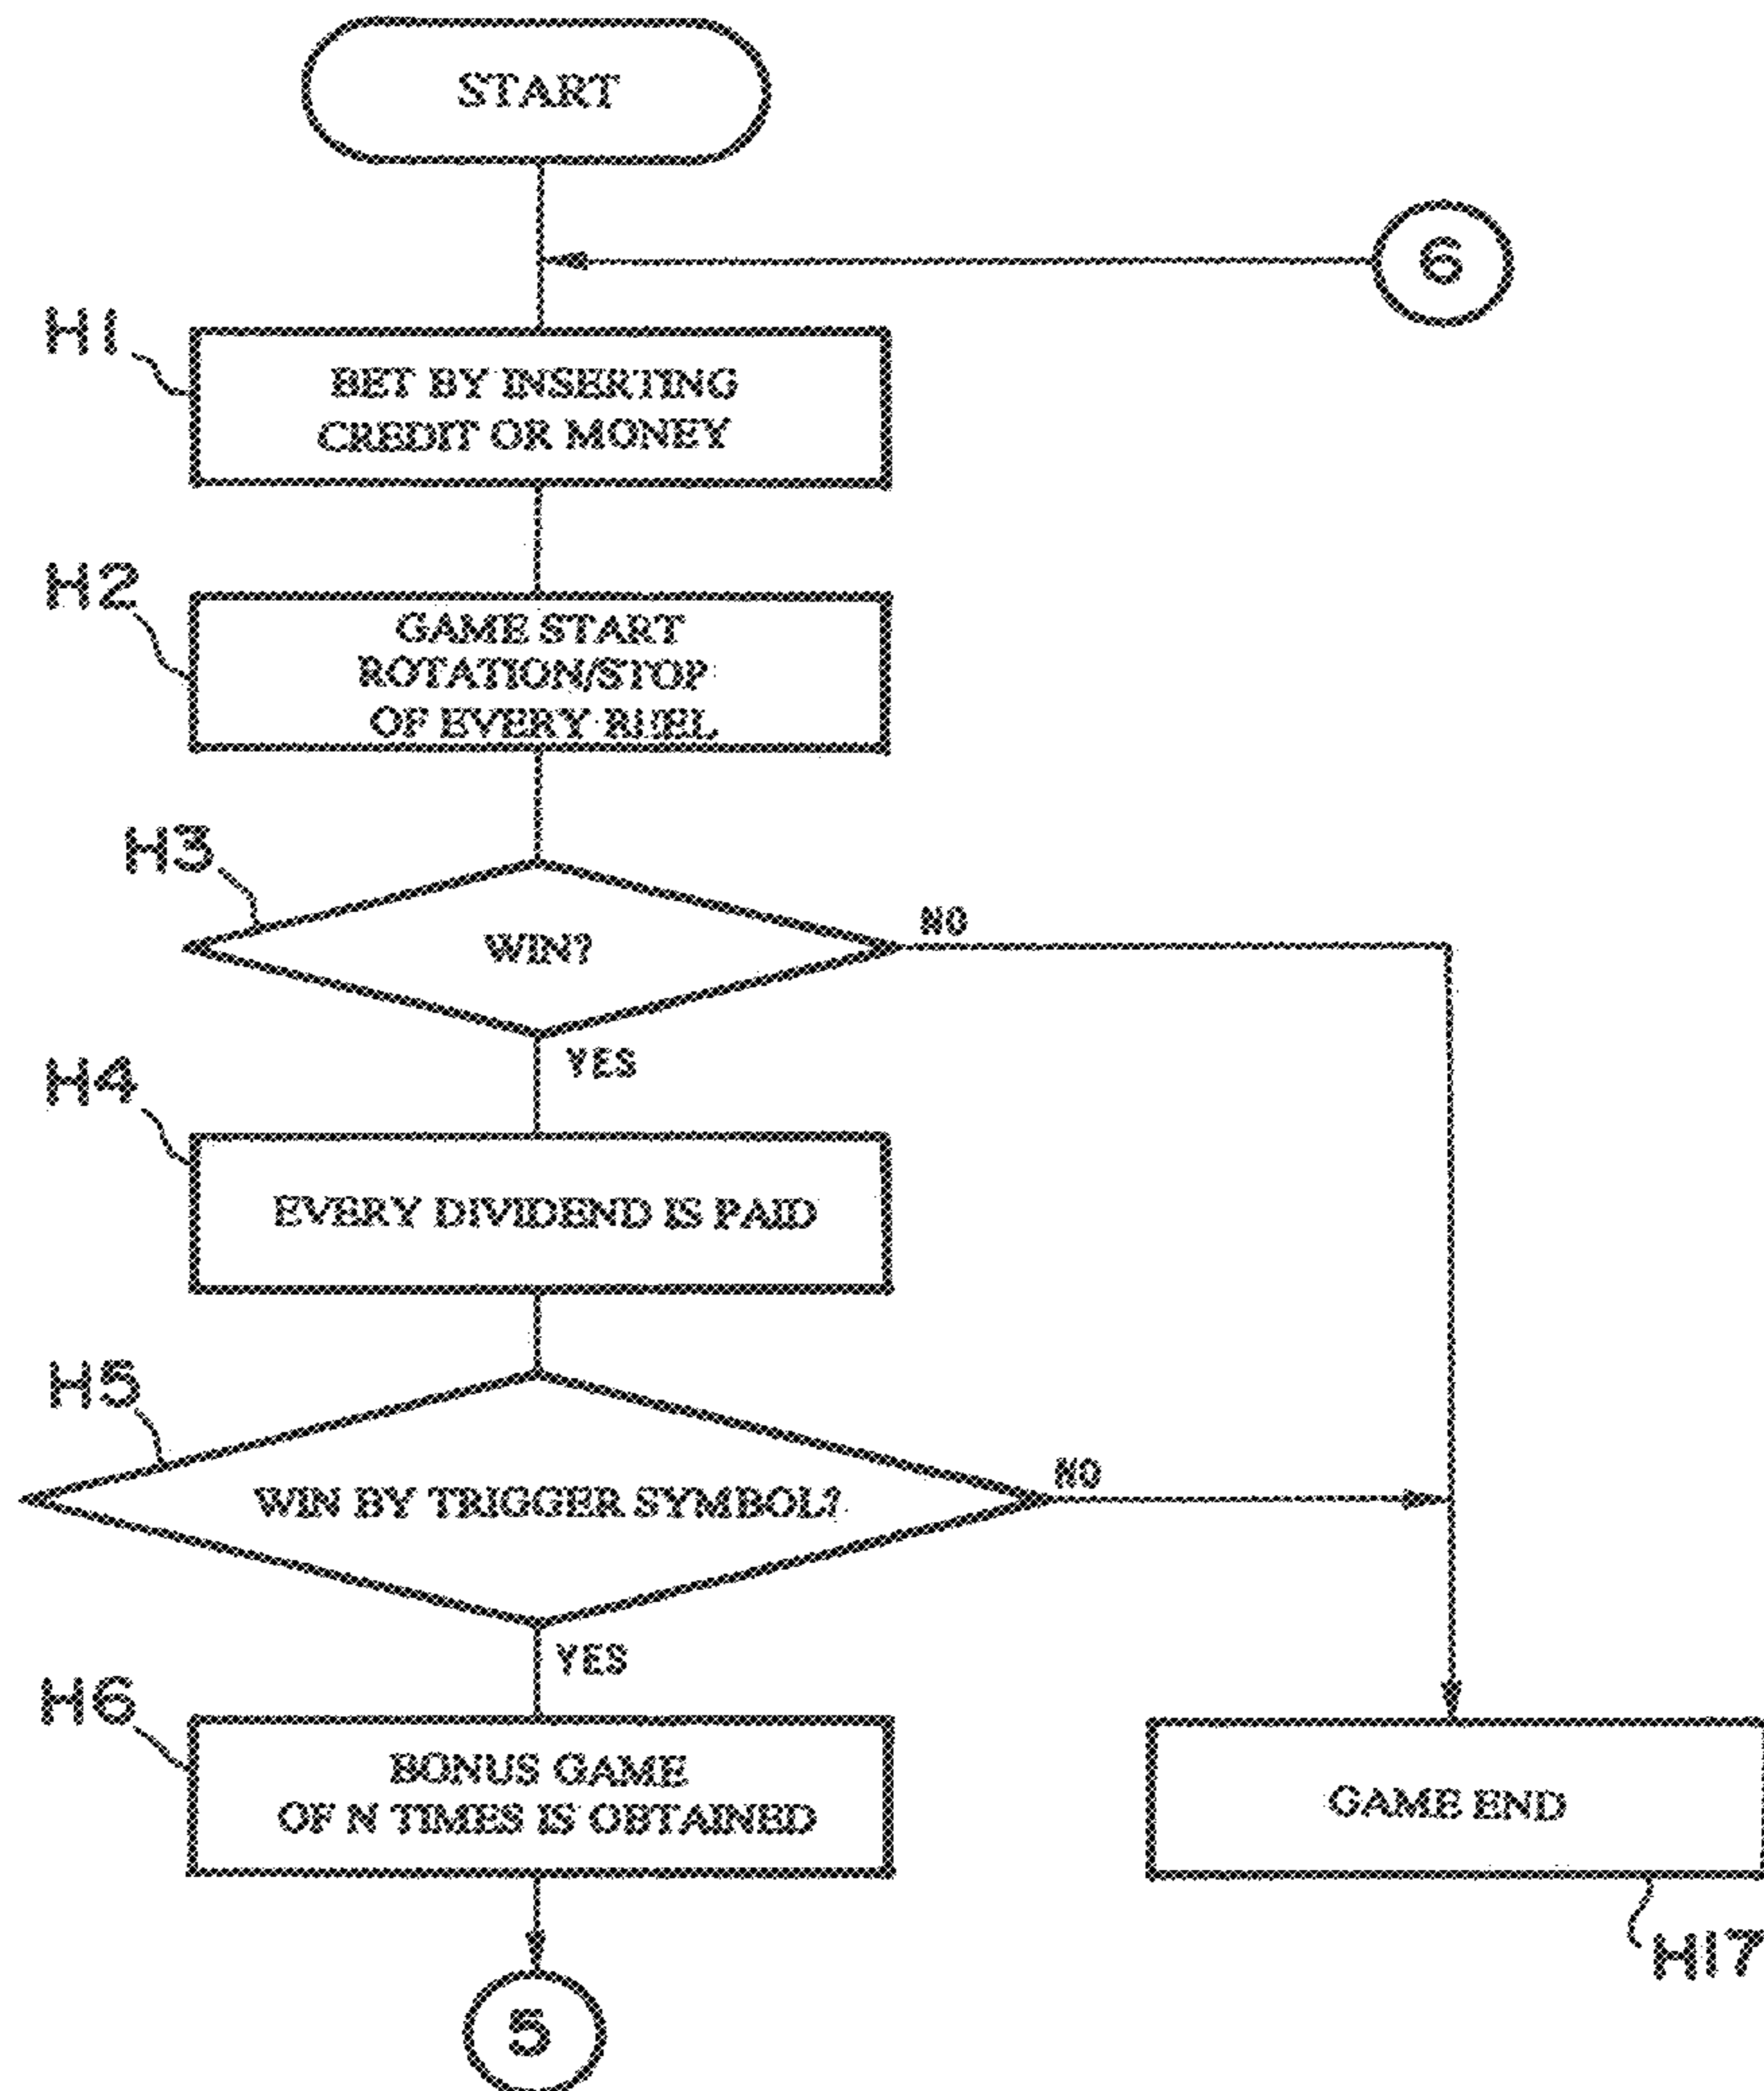 START
6
H1
BET BY INSERTING
CREDIT OR MONEY
H2
GAME START
ROTATION/STOP
OF EVERY REEL
H3
WIN?
NO
YES
H4
EVERY DIVIDEND IS PAID
H5
WIN BY TRIGGER SYMBOL?
NO
YES
H6
BONUS GAME
OF N TIMES IS OBTAINED
GAME END
H17
5